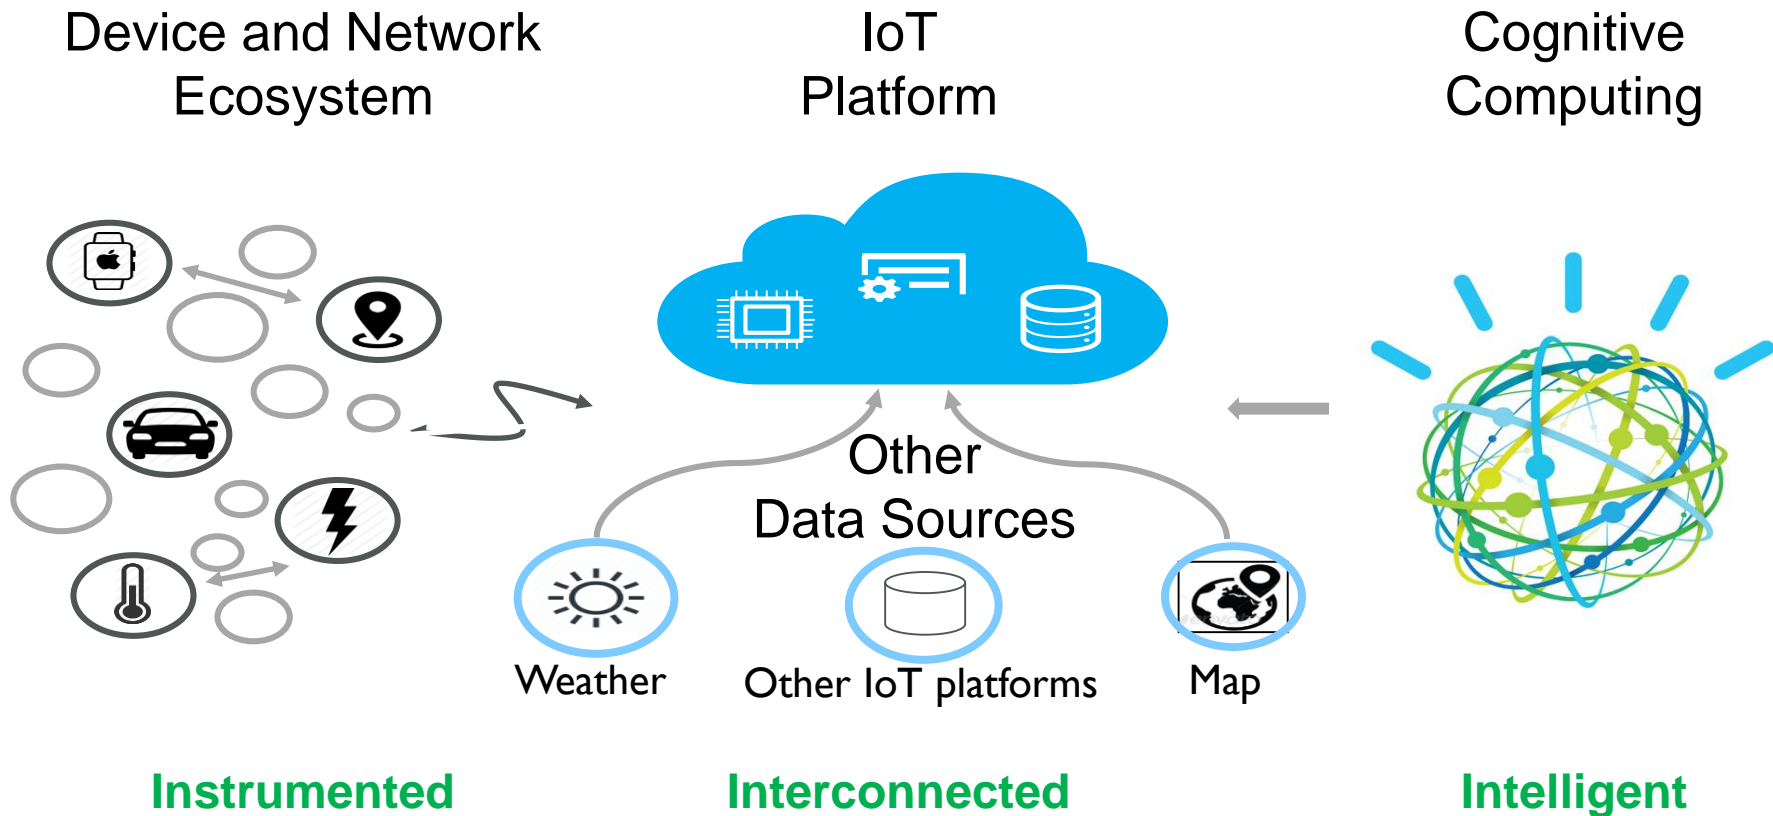 Device and Network
Ecosystem
IoT
Platform
Cognitive
Computing
Other
Data Sources
Weather
Other IoT platforms
Map
Instrumented
Interconnected
Intelligent